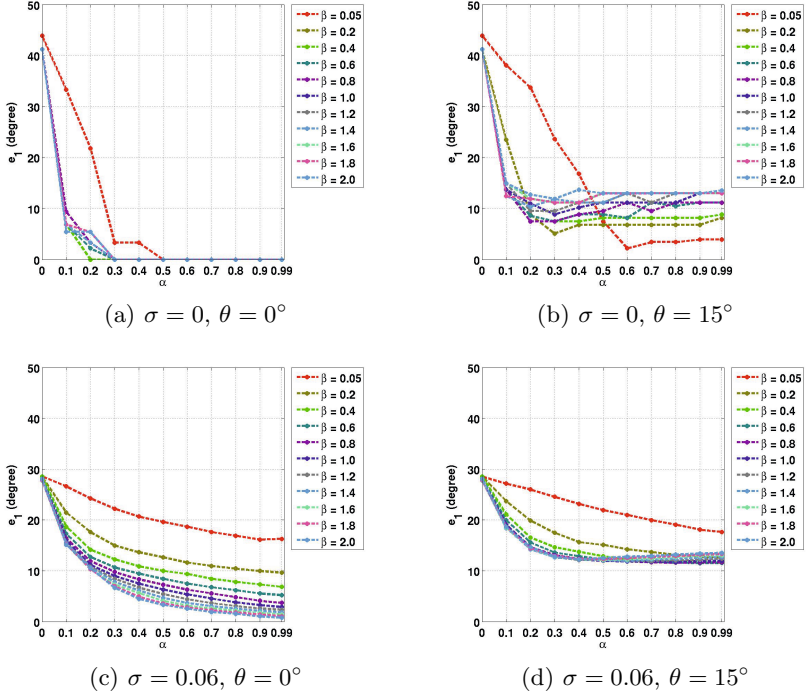 50
40
30
20
10
0
e1 (degree)
0 0.1 0.2 0.3 0.4 0.5 0.6 0.7 0.8 0.9 0.99
α
β = 0.05
β = 0.2
β = 0.4
β = 0.6
β = 0.8
β = 1.0
β = 1.2
β = 1.4
β = 1.6
β = 1.8
β = 2.0
(a) σ = 0, θ = 0°
50
40
30
20
10
0
e1 (degree)
0 0.1 0.2 0.3 0.4 0.5 0.6 0.7 0.8 0.9 0.99
α
β = 0.05
β = 0.2
β = 0.4
β = 0.6
β = 0.8
β = 1.0
β = 1.2
β = 1.4
β = 1.6
β = 1.8
β = 2.0
(b) σ = 0, θ = 15°
50
40
30
20
10
0
e1 (degree)
0 0.1 0.2 0.3 0.4 0.5 0.6 0.7 0.8 0.9 0.99
α
β = 0.05
β = 0.2
β = 0.4
β = 0.6
β = 0.8
β = 1.0
β = 1.2
β = 1.4
β = 1.6
β = 1.8
β = 2.0
(c) σ = 0.06, θ = 0°
50
40
30
20
10
0
e1 (degree)
0 0.1 0.2 0.3 0.4 0.5 0.6 0.7 0.8 0.9 0.99
α
β = 0.05
β = 0.2
β = 0.4
β = 0.6
β = 0.8
β = 1.0
β = 1.2
β = 1.4
β = 1.6
β = 1.8
β = 2.0
(d) σ = 0.06, θ = 15°